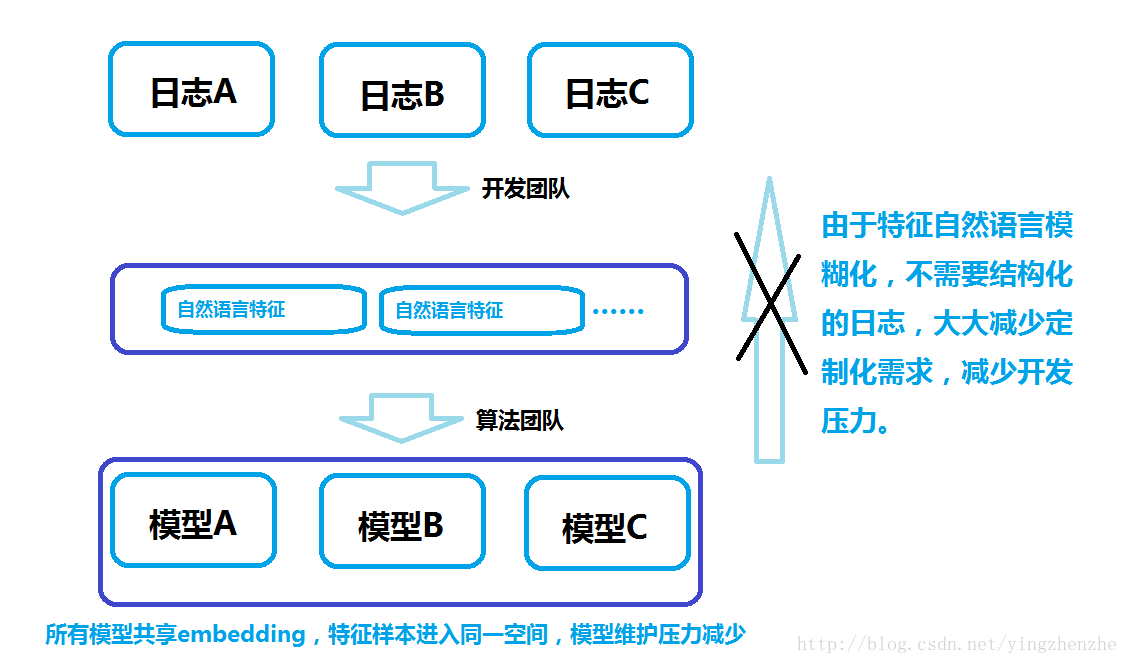 日志A
日志B
日志C
开发团队
自然语言特征
自然语言特征
······
算法团队
模型A
模型B
模型C
由于特征自然语言模
糊化，不需要结构化
的日志，大大减少定
制化需求，减少开发
压力。
所有模型共享embedding，特征样本进入同一空间，模型维护压力减少
http://blog.csdn.net/yingzhenzhe